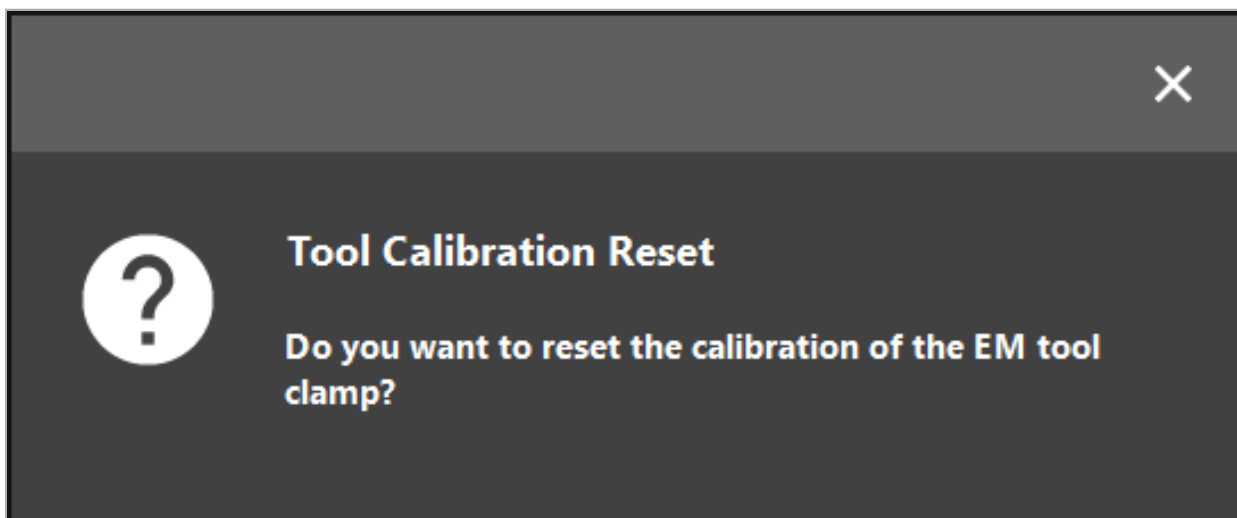 Tool Calibration Reset
Do you want to reset the calibration of the EM tool
clamp?